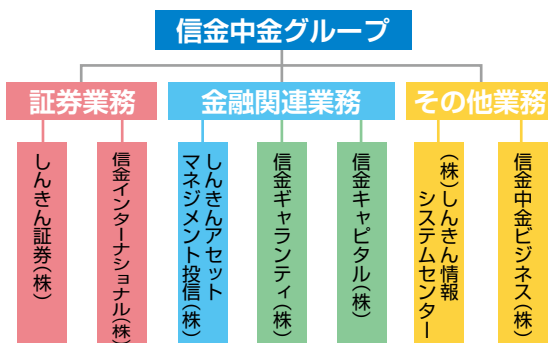 信金中金グループ
証券業務
金融関連業務
その他業務
しんきん証券(株)
信金インターナショナル(株)
しんきんアセット
マネジメント投信(株)
信金ギャランティ(株)
信金キャピタル(株)
(株)しんきん情報
システムセンター
信金中金ビジネス(株)